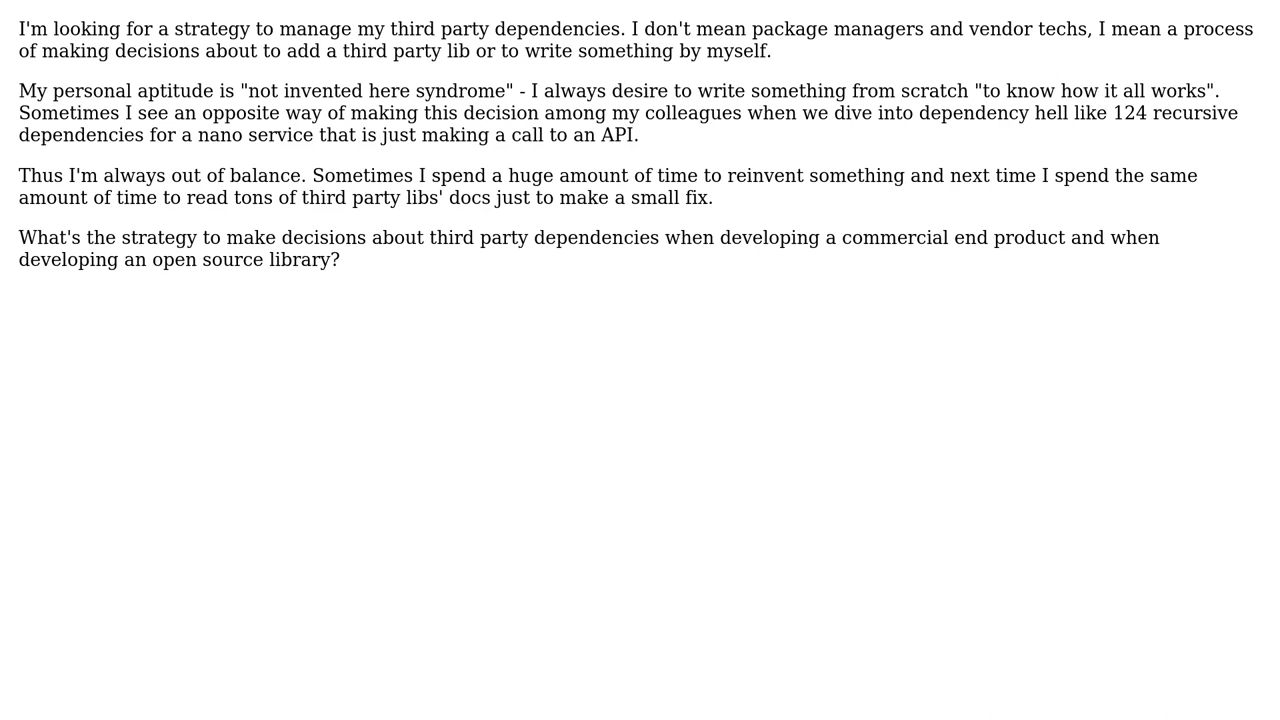 I'm looking for a strategy to manage my third party dependencies. I don't mean package managers and vendor techs, I mean a process
of making decisions about to add a third party lib or to write something by myself.
My personal aptitude is "not invented here syndrome" - I always desire to write something from scratch "to know how it all works".
Sometimes I see an opposite way of making this decision among my colleagues when we dive into dependency hell like 124 recursive
dependencies for a nano service that is just making a call to an API.
Thus I'm always out of balance. Sometimes I spend a huge amount of time to reinvent something and next time I spend the same
amount of time to read tons of third party libs' docs just to make a small fix.
What's the strategy to make decisions about third party dependencies when developing a commercial end product and when
developing an open source library?